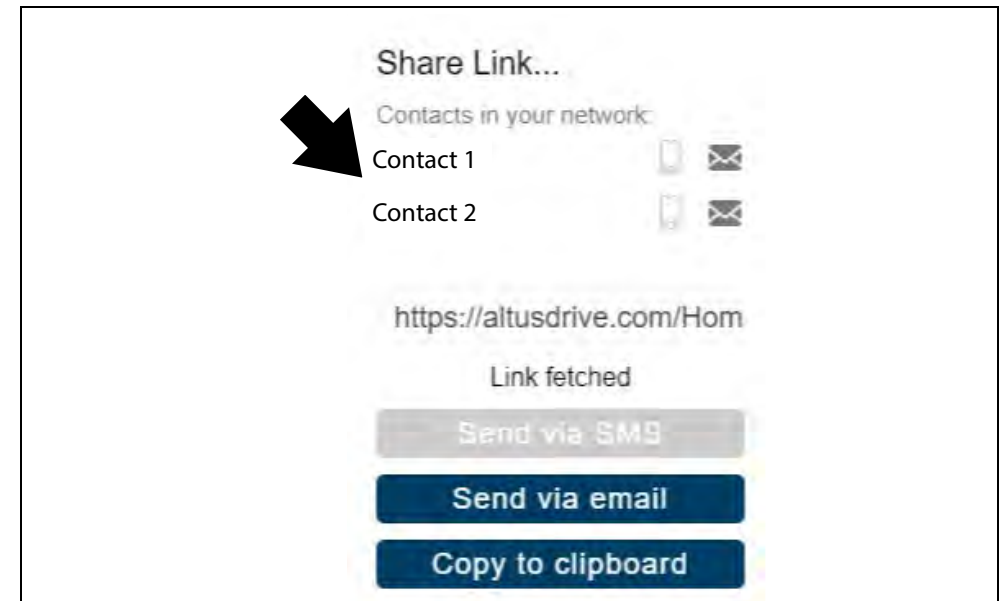 Share Link...
Contacts in your network:
Contact 1
Contact 2
https://altusdrive.com/Hom
Link fetched
Send via SMS
Send via email
Copy to clipboard